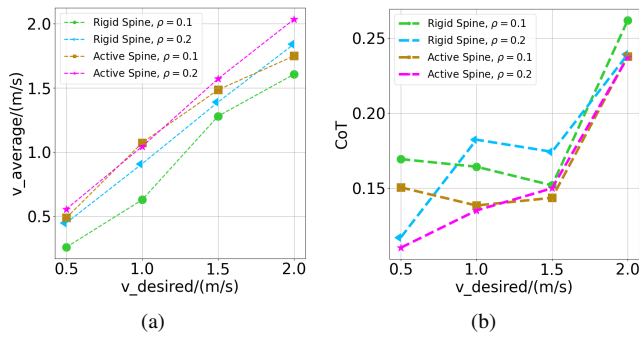 2.0
1.5
1.0
0.5
v_average/(m/s)
Rigid Spine, ρ = 0.1
Rigid Spine, ρ = 0.2
Active Spine, ρ = 0.1
Active Spine, ρ = 0.2
0.5 1.0 1.5 2.0
v_desired/(m/s)
(a)
0.25
0.20
0.15
CoT
Rigid Spine, ρ = 0.1
Rigid Spine, ρ = 0.2
Active Spine, ρ = 0.1
Active Spine, ρ = 0.2
0.5 1.0 1.5 2.0
v_desired/(m/s)
(b)